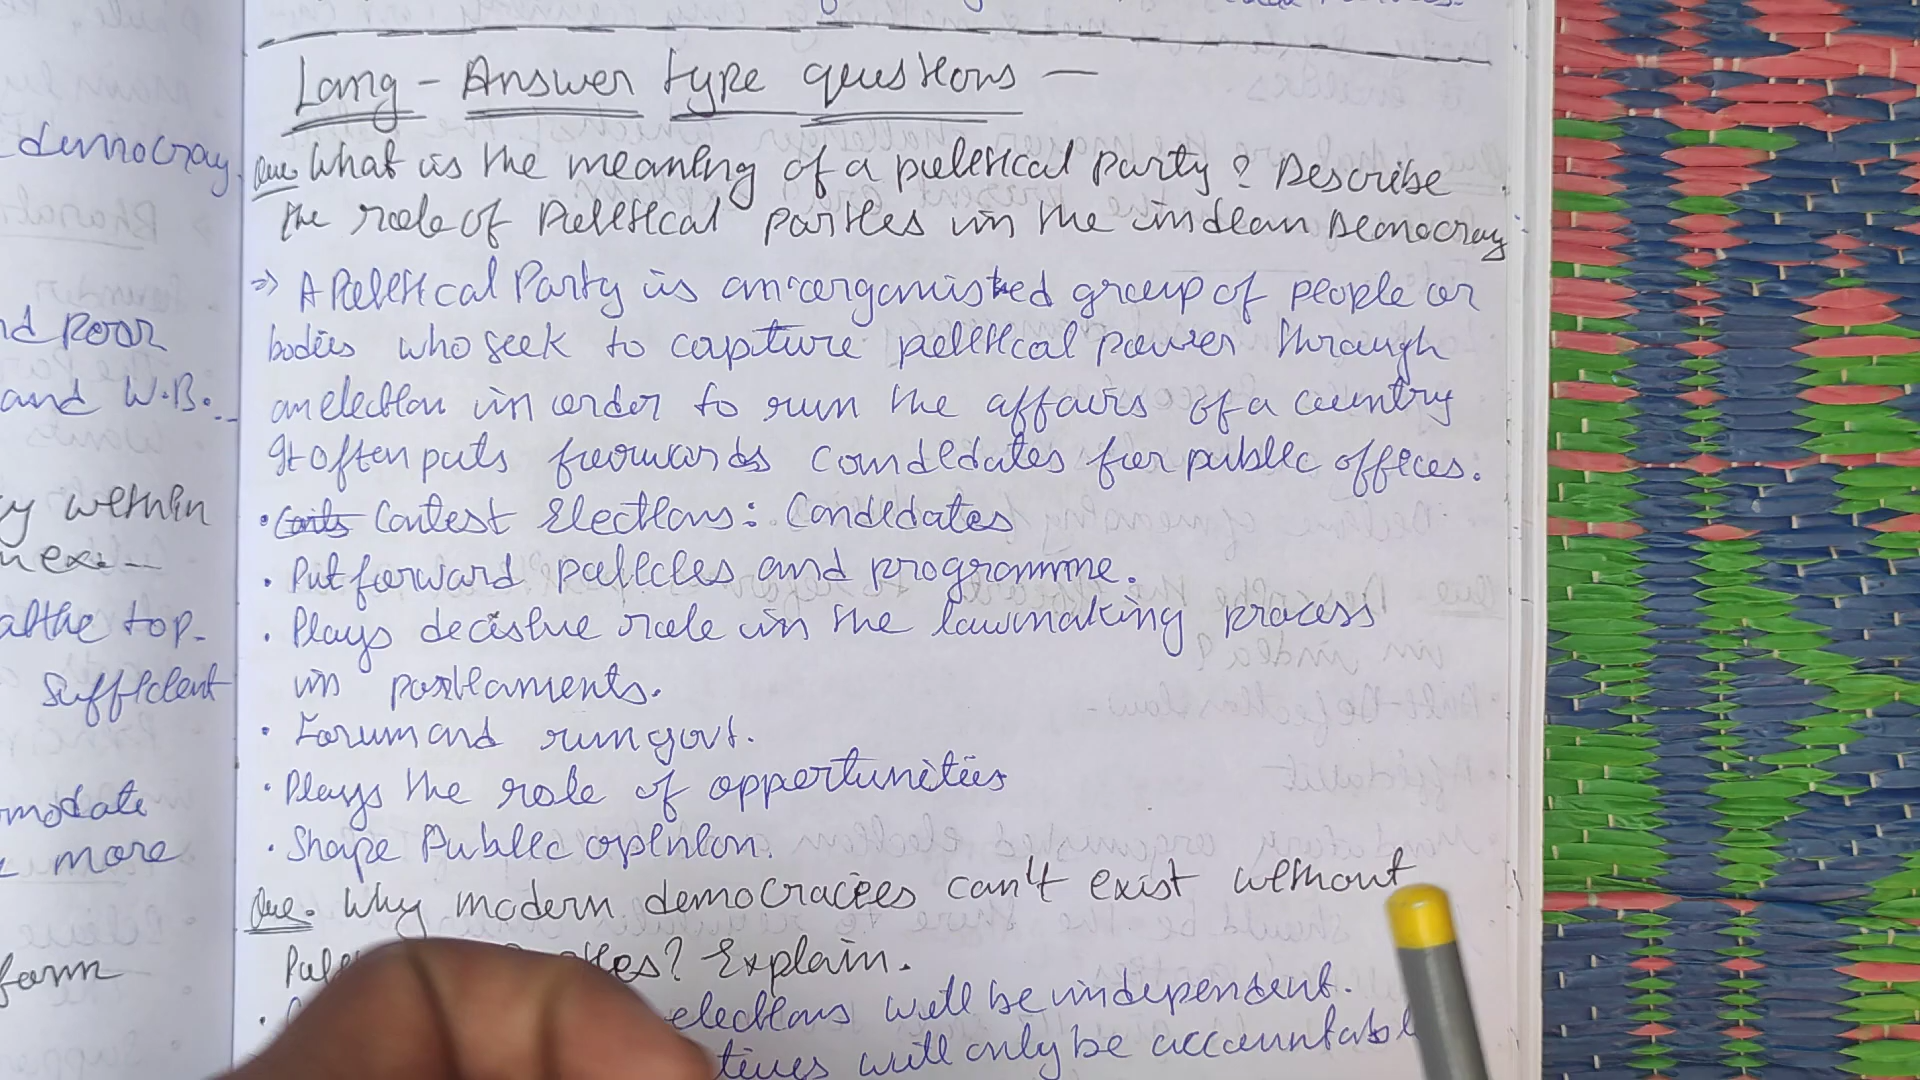 Long - Answer type questions —
democracy
Que. What is the meaning of a political party? Describe
the role of Political parties in the indian Democracy
=> A Political Party is an organisted group of people or
nd poor
bodies who seek to capture political power through
and W.B.
an election in order to run the affairs of a country
It often puts forwards candidates for public offices.
y within
• Contest Elections: Candidates
n exi-
• Put forward policies and programme.
at the top.
• Plays decisive role in the lawmaking process
sufficient
in parliaments.
• Forum and run govt.
• Plays the role of opportunities
modate
more
• Shape Public opinion.
Que. Why modern democracies can't exist without
form
ties? Explain.
elections will be independent.
tives will only be accountabl